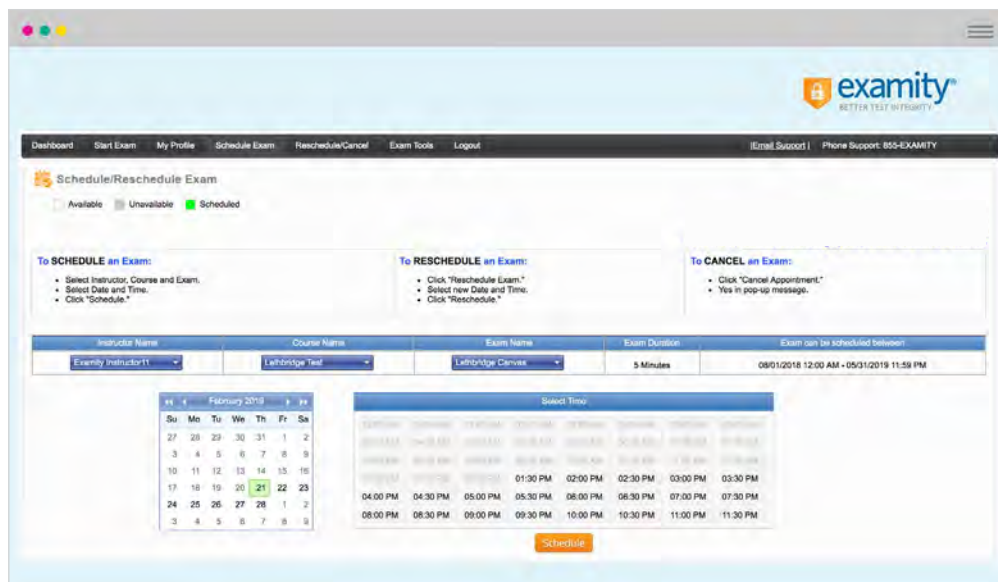 examity®
BETTER TEST INTEGRITY
Dashboard Start Exam My Profile Schedule Exam Reschedule/Cancel Exam Tools Logout |Email Support| Phone Support: 855-EXAMITY
Schedule/Reschedule Exam
Available Unavailable Scheduled
To SCHEDULE an Exam:
• Select Instructor, Course and Exam.
• Select Date and Time.
• Click "Schedule."
To RESCHEDULE an Exam:
• Click "Reschedule Exam."
• Select new Date and Time.
• Click "Reschedule."
To CANCEL an Exam:
• Click "Cancel Appointment."
• Yes in pop-up message.
Instructor Name Course Name Exam Name Exam Duration Exam can be scheduled between
Examity Instructor11 Lethbridge Test Lethbridge Canvas 5 Minutes 08/01/2018 12:00 AM - 05/31/2019 11:59 PM
February 2019
Su Mo Tu We Th Fr Sa
27 28 29 30 31 1 2
3 4 5 6 7 8 9
10 11 12 13 14 15 16
17 18 19 20 21 22 23
24 25 26 27 28 1 2
3 4 5 6 7 8 9
Select Time
01:30 PM 02:00 PM 02:30 PM 03:00 PM 03:30 PM
04:00 PM 04:30 PM 05:00 PM 05:30 PM 06:00 PM 06:30 PM 07:00 PM 07:30 PM
08:00 PM 08:30 PM 09:00 PM 09:30 PM 10:00 PM 10:30 PM 11:00 PM 11:30 PM
Schedule